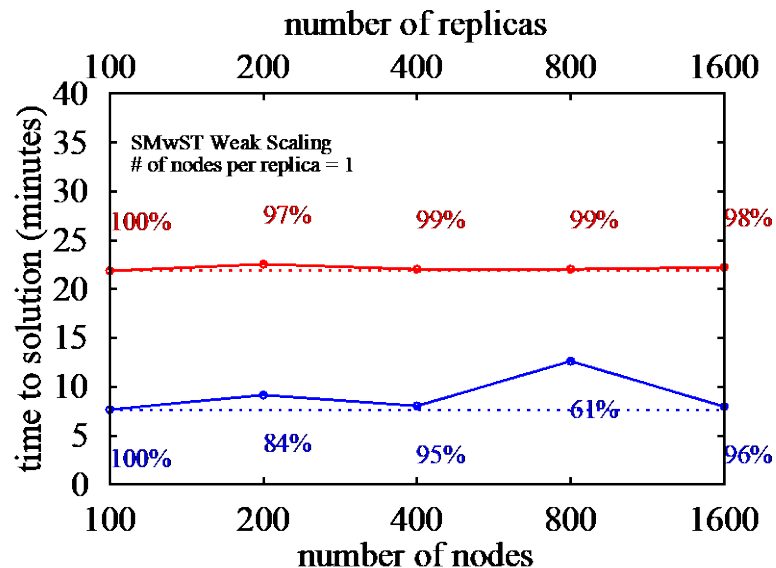 number of replicas
100 200 400 800 1600
40
35
30
25
20
15
10
5
0
time to solution (minutes)
SMwST Weak Scaling
# of nodes per replica = 1
100% 97% 99% 99% 98%
100% 84% 95% 61% 96%
100 200 400 800 1600
number of nodes